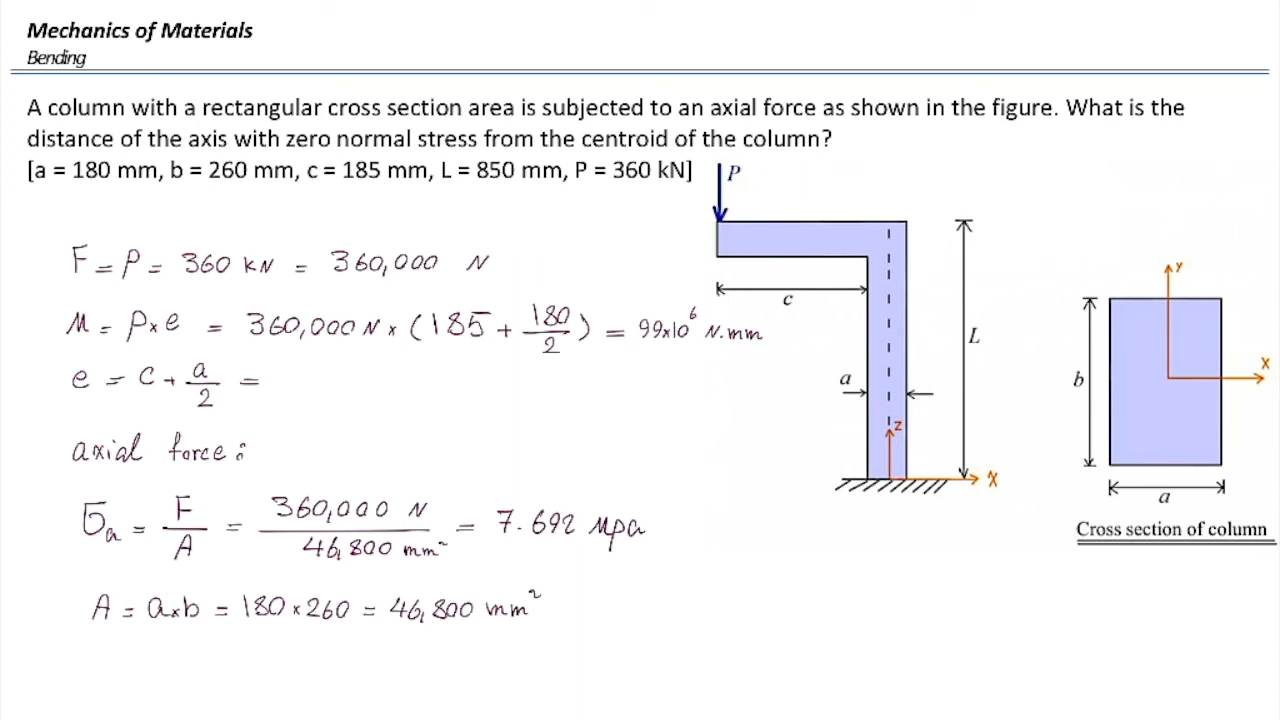 Mechanics of Materials
Bending
A column with a rectangular cross section area is subjected to an axial force as shown in the figure. What is the
distance of the axis with zero normal stress from the centroid of the column?
[a = 180 mm, b = 260 mm, c = 185 mm, L = 850 mm, P = 360 kN]
P
F = P = 360 kN = 360,000 N
M = P×e = 360,000 N × (185 + 180/2) = 99×10⁶ N.mm
e = c + a/2 =
axial force :
σa = F/A = 360,000 N / 46,800 mm² = 7.692 Mpa
A = a×b = 180 × 260 = 46,800 mm²
c
L
a
z
x
y
x
b
a
Cross section of column